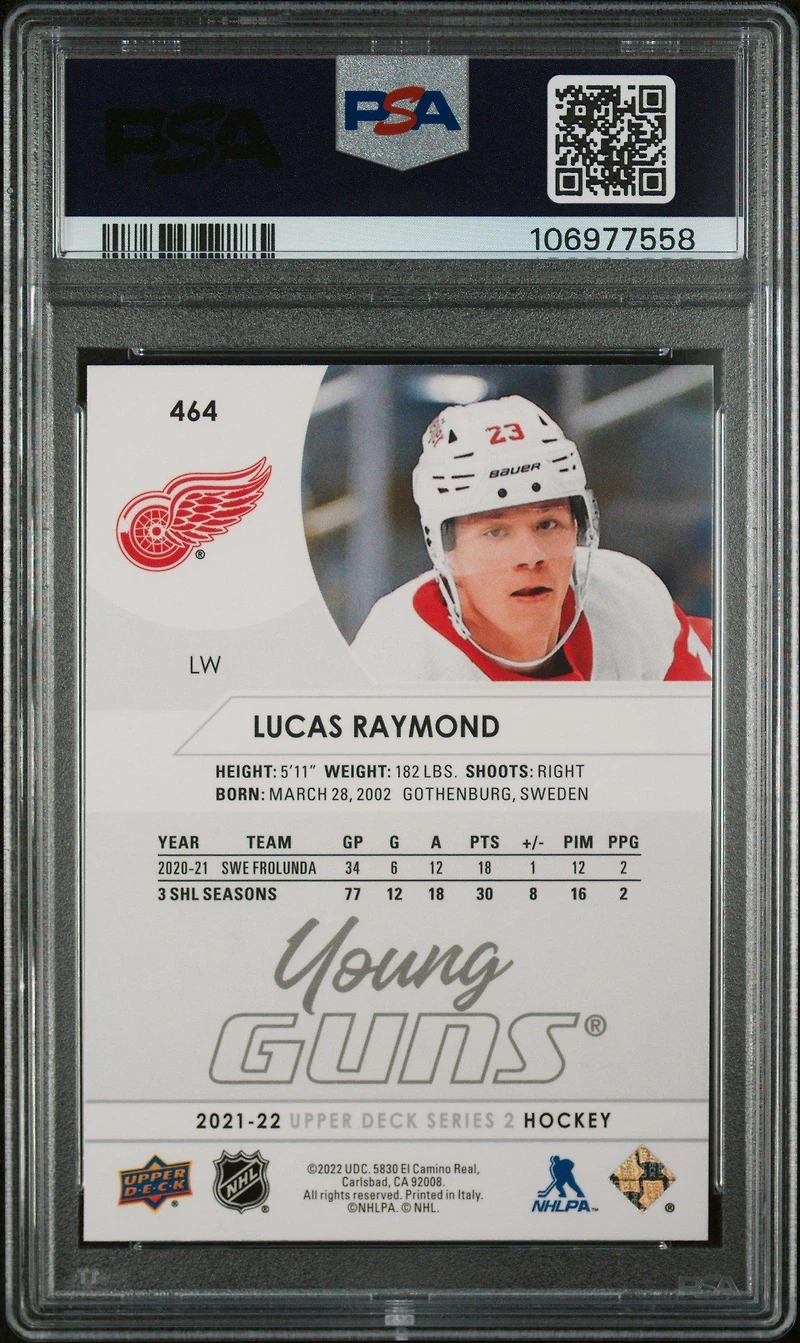 PSA
PSA
106977558
464
23
BAUER
®
LW
LUCAS RAYMOND
HEIGHT: 5'11" WEIGHT: 182 LBS. SHOOTS: RIGHT
BORN: MARCH 28, 2002 GOTHENBURG, SWEDEN
YEAR TEAM GP G A PTS +/- PIM PPG
2020-21 SWE FROLUNDA 34 6 12 18 1 12 2
3 SHL SEASONS 77 12 18 30 8 16 2
Young
GUNS®
2021-22 UPPER DECK SERIES 2 HOCKEY
UPPER
D·E·C·K
®
NHL
®
©2022 UDC. 5830 El Camino Real,
Carlsbad, CA 92008.
All rights reserved. Printed in Italy.
©NHLPA. © NHL.
NHLPA™
®
PSA